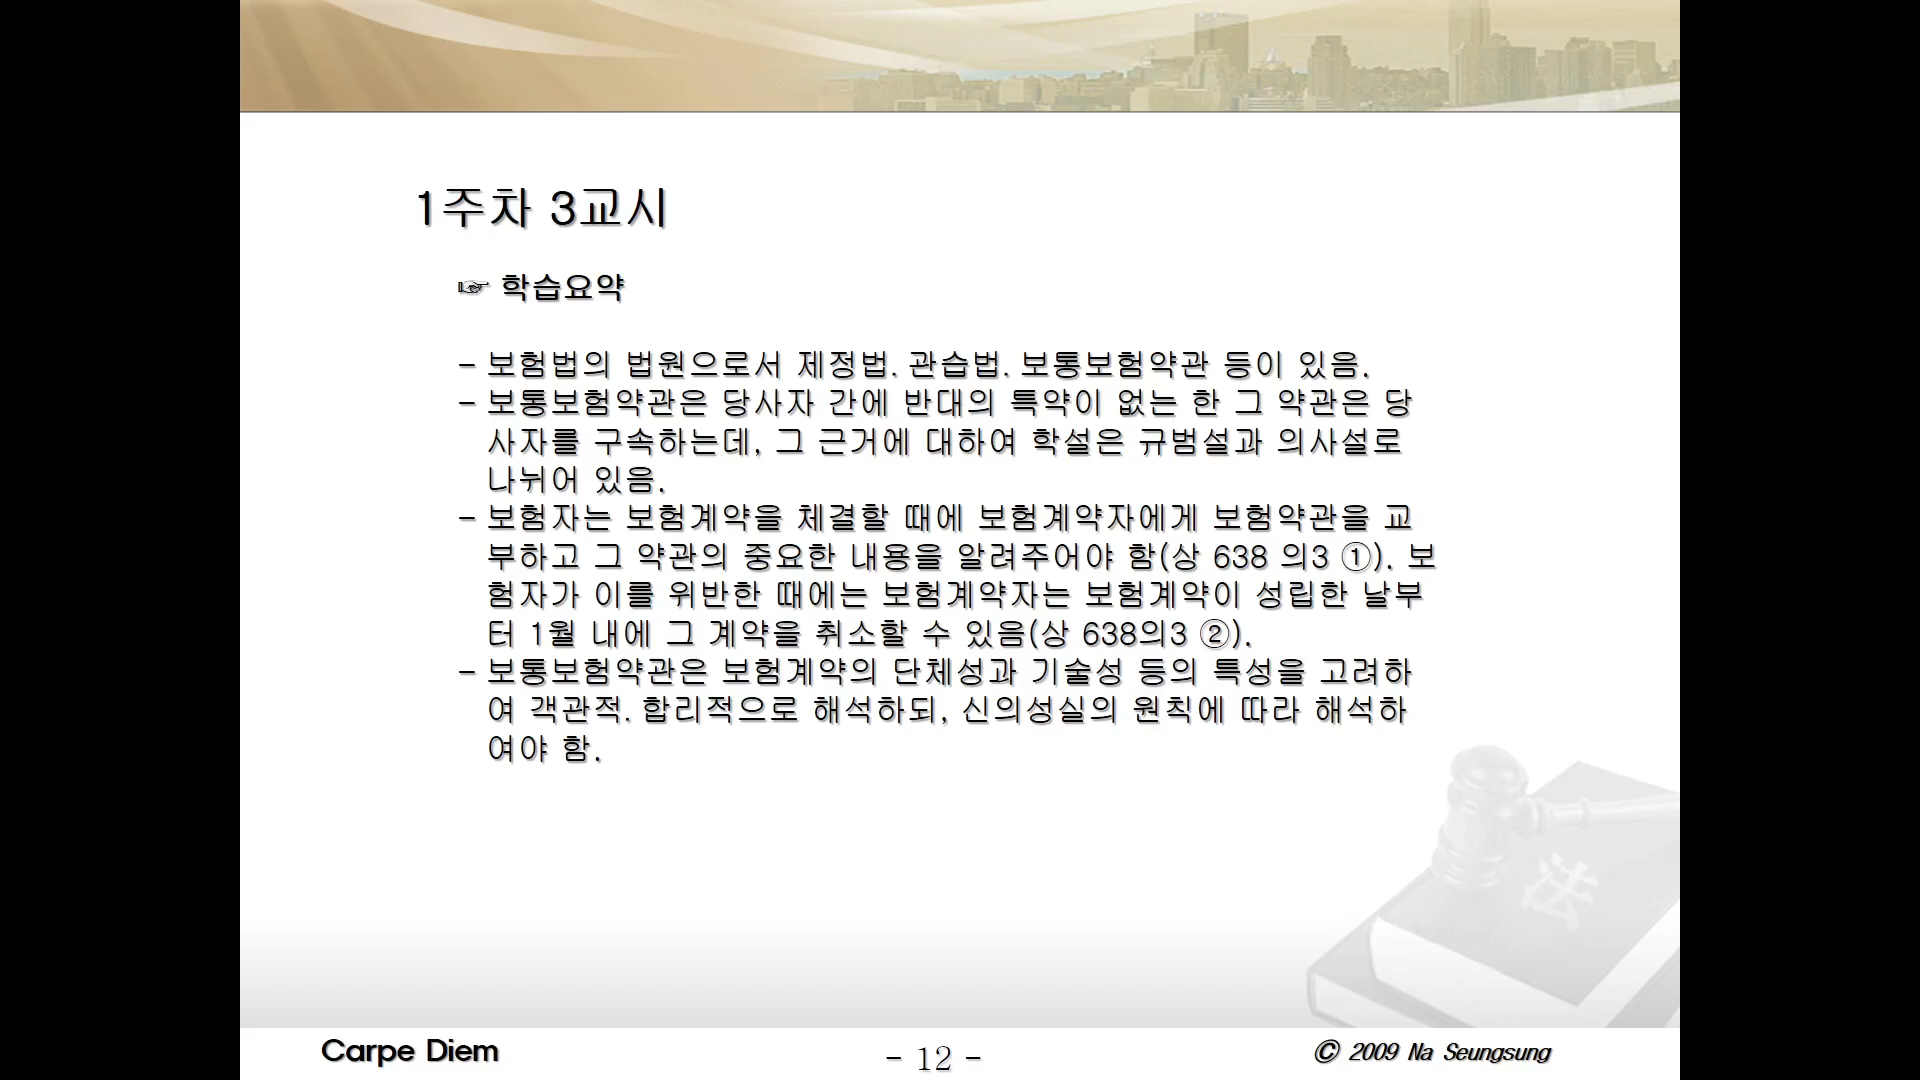 1주차 3교시
☞ 학습요약
– 보험법의 법원으로서 제정법. 관습법. 보통보험약관 등이 있음.
– 보통보험약관은 당사자 간에 반대의 특약이 없는 한 그 약관은 당
사자를 구속하는데, 그 근거에 대하여 학설은 규범설과 의사설로
나뉘어 있음.
– 보험자는 보험계약을 체결할 때에 보험계약자에게 보험약관을 교
부하고 그 약관의 중요한 내용을 알려주어야 함(상 638 의3 ①). 보
험자가 이를 위반한 때에는 보험계약자는 보험계약이 성립한 날부
터 1월 내에 그 계약을 취소할 수 있음(상 638의3 ②).
– 보통보험약관은 보험계약의 단체성과 기술성 등의 특성을 고려하
여 객관적. 합리적으로 해석하되, 신의성실의 원칙에 따라 해석하
여야 함.
法
Carpe Diem
- 12 -
© 2009 Na Seungsung